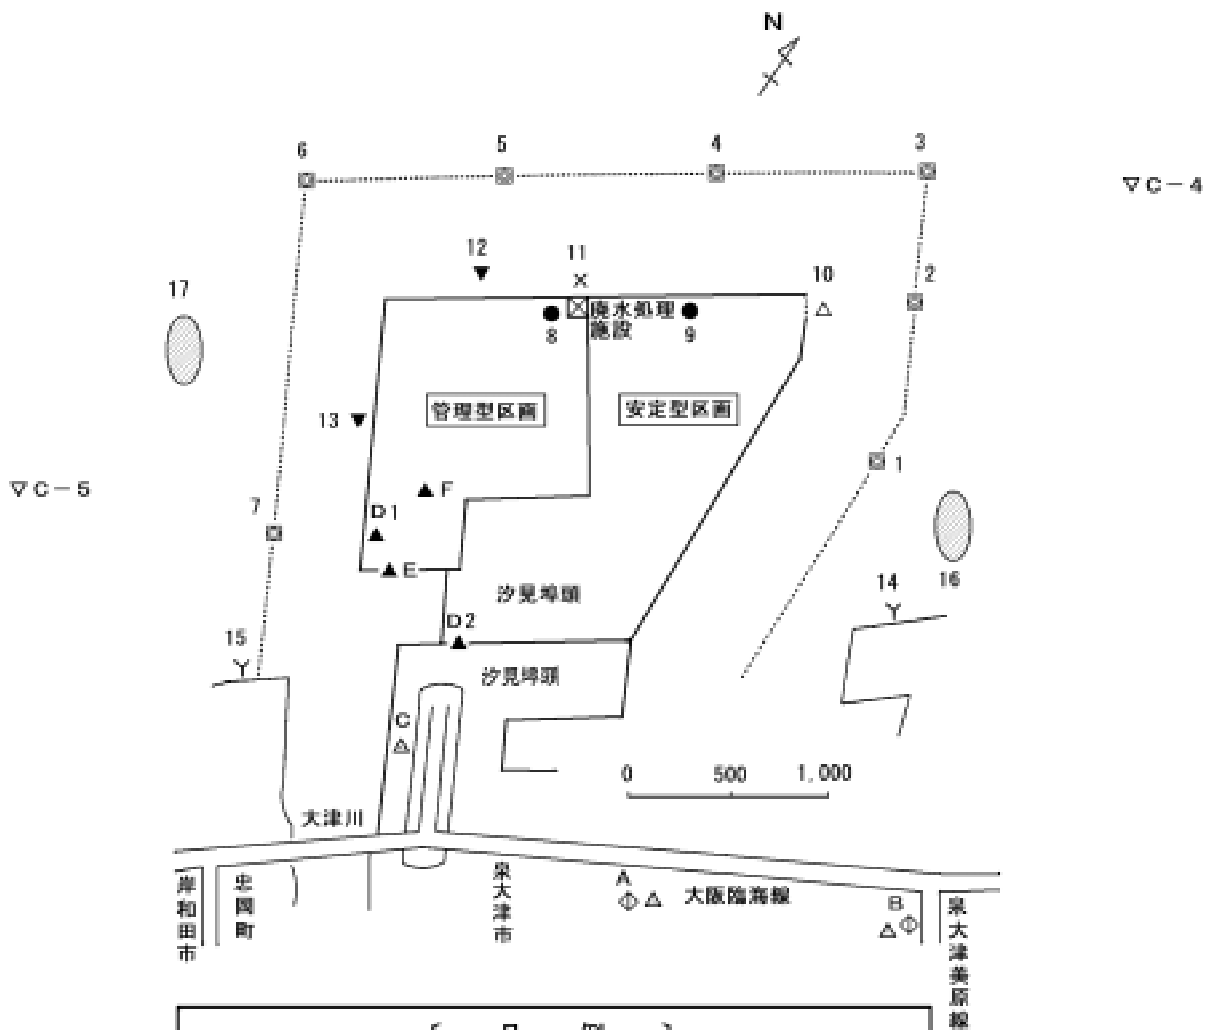 N
6
5
4
3
▽C-4
12
11
10
2
17
廃水処理
施設
8
9
管理型区画
安定型区画
13
1
F
▽C-5
7
D1
E
16
14
汐見埠頭
D2
15
汐見埠頭
C
0 500 1,000
大津川
A
大阪臨海線
B
岸和田市
忠岡町
泉大津市
泉大津美原線